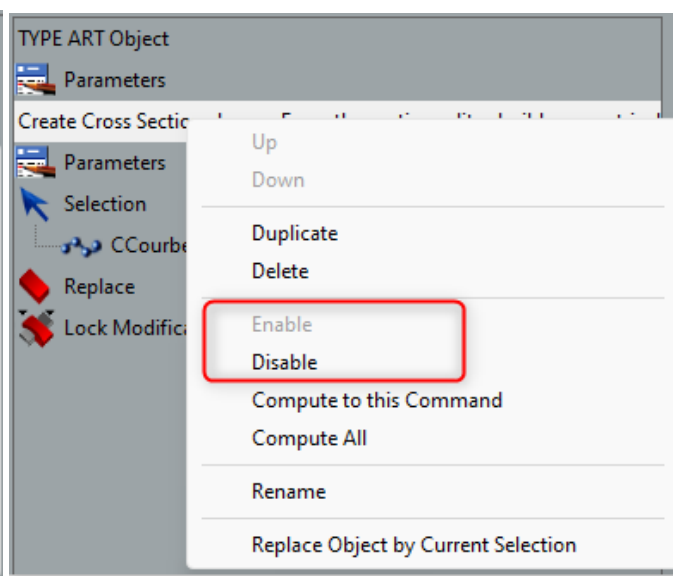 TYPE ART Object
Parameters
Create Cross Section
Parameters
Selection
CCourbe
Replace
Lock Modifica
Up
Down
Duplicate
Delete
Enable
Disable
Compute to this Command
Compute All
Rename
Replace Object by Current Selection